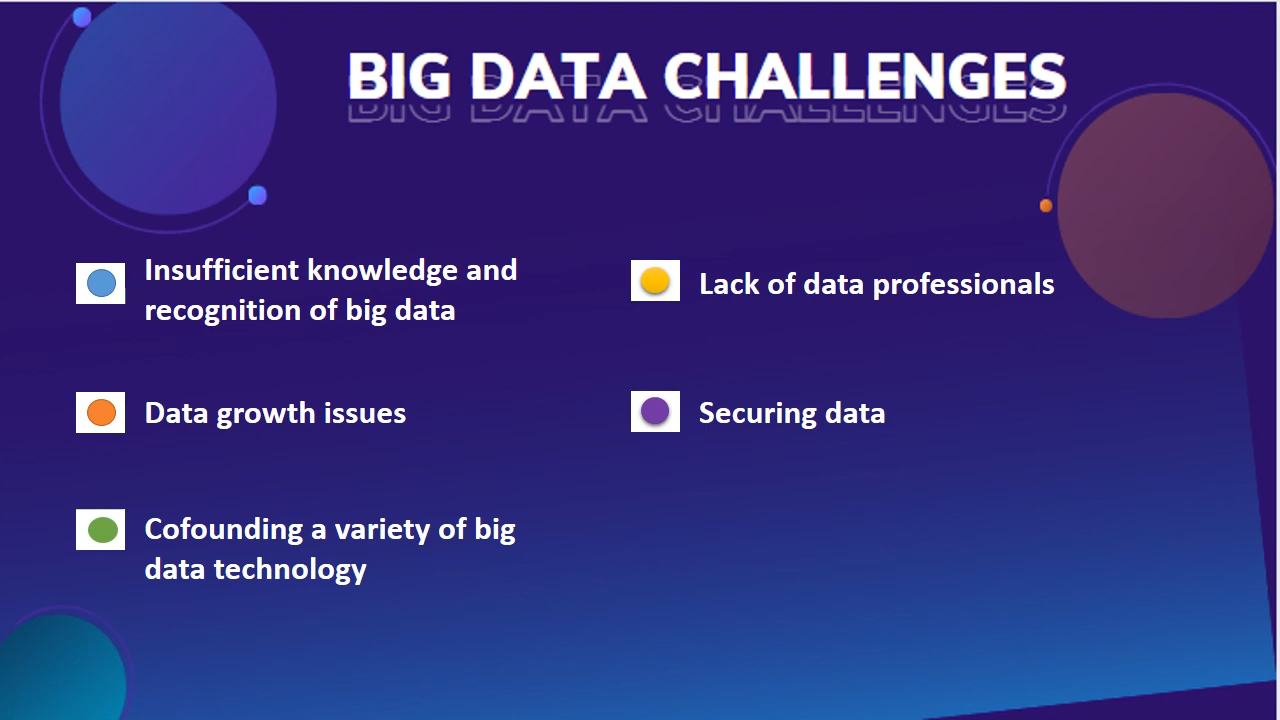 BIG DATA CHALLENGES
Insufficient knowledge and
recognition of big data
Data growth issues
Cofounding a variety of big
data technology
Lack of data professionals
Securing data